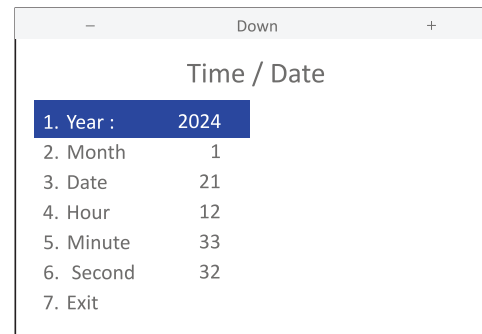 − Down +
Time / Date
1. Year : 2024
2. Month 1
3. Date 21
4. Hour 12
5. Minute 33
6. Second 32
7. Exit